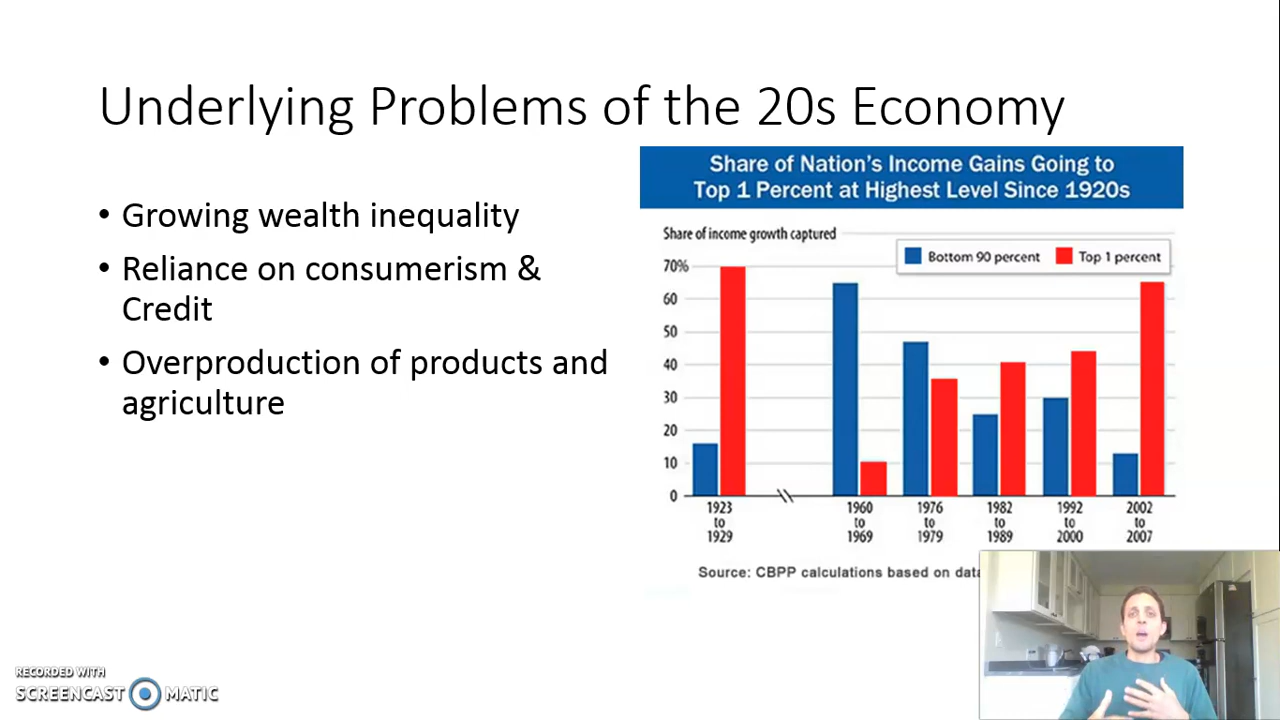 Underlying Problems of the 20s Economy
• Growing wealth inequality
• Reliance on consumerism &
Credit
• Overproduction of products and
agriculture
Share of Nation's Income Gains Going to
Top 1 Percent at Highest Level Since 1920s
Share of income growth captured
Bottom 90 percent
Top 1 percent
70%
60
50
40
30
20
10
0
1923
to
1929
1960
to
1969
1976
to
1979
1982
to
1989
1992
to
2000
2002
to
2007
Source: CBPP calculations based on data
RECORDED WITH
SCREENCAST MATIC